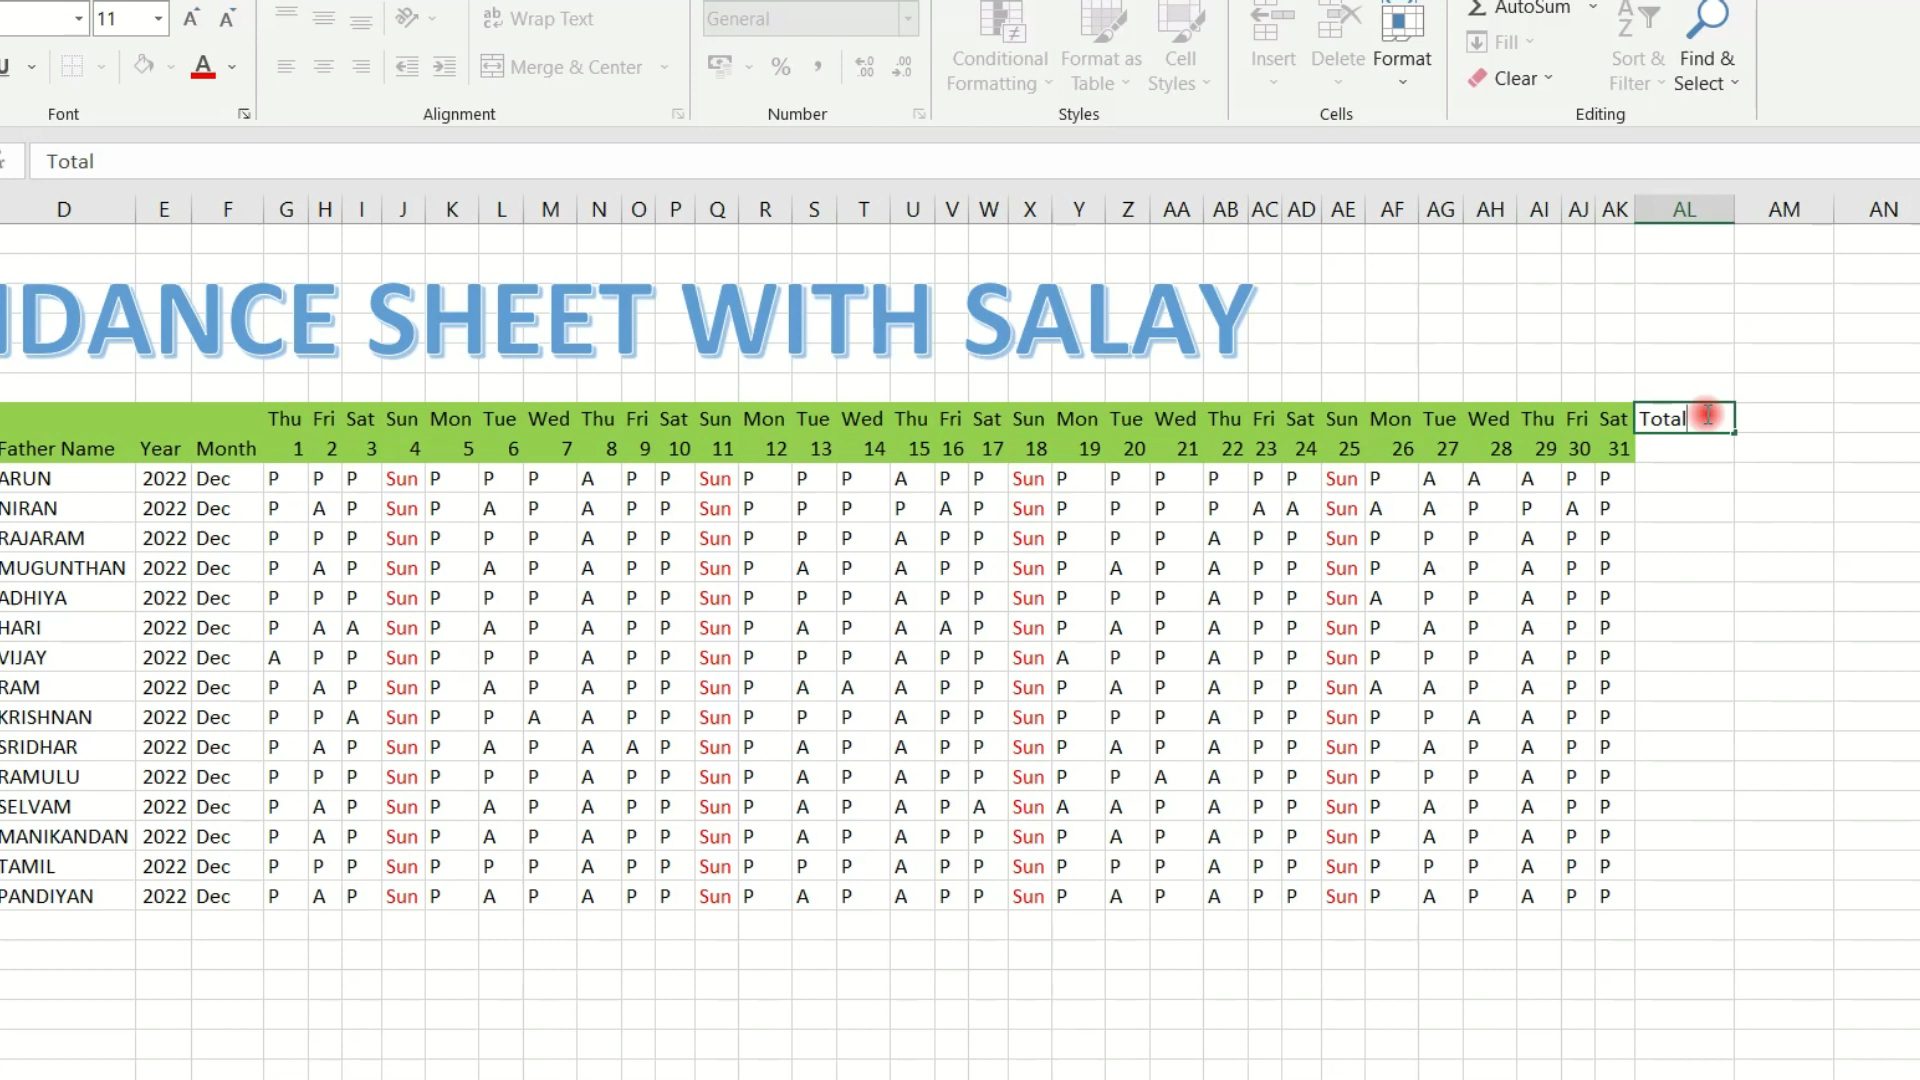 11 A A ab Wrap Text General Conditional Format as Cell Insert Delete Format Σ AutoSum Sort & Find &
U A Merge & Center % , Formatting Table Styles Fill Filter Select
Clear
Font Alignment Number Styles Cells Editing
Total
D E F G H I J K L M N O P Q R S T U V W X Y Z AA AB AC AD AE AF AG AH AI AJ AK AL AM AN
NDANCE SHEET WITH SALAY
Thu Fri Sat Sun Mon Tue Wed Thu Fri Sat Sun Mon Tue Wed Thu Fri Sat Sun Mon Tue Wed Thu Fri Sat Sun Mon Tue Wed Thu Fri Sat Total
Father Name Year Month 1 2 3 4 5 6 7 8 9 10 11 12 13 14 15 16 17 18 19 20 21 22 23 24 25 26 27 28 29 30 31
ARUN 2022 Dec P P P Sun P P P A P P Sun P P P A P P Sun P P P P P P Sun P A A A P P
NIRAN 2022 Dec P A P Sun P A P A P P Sun P P P P A P Sun P P P P A A Sun A A P P A P
RAJARAM 2022 Dec P P P Sun P P P A P P Sun P P P A P P Sun P P P A P P Sun P P P A P P
MUGUNTHAN 2022 Dec P A P Sun P A P A P P Sun P A P A P P Sun P A P A P P Sun P A P A P P
ADHIYA 2022 Dec P P P Sun P P P A P P Sun P P P A P P Sun P P P A P P Sun A P P A P P
HARI 2022 Dec P A A Sun P A P A P P Sun P A P A A P Sun P A P A P P Sun P A P A P P
VIJAY 2022 Dec A P P Sun P P P A P P Sun P P P A P P Sun A P P A P P Sun P P P A P P
RAM 2022 Dec P A P Sun P A P A P P Sun P A A A P P Sun P A P A P P Sun A A P A P P
KRISHNAN 2022 Dec P P A Sun P P A A P P Sun P P P A P P Sun P P P A P P Sun P P A A P P
SRIDHAR 2022 Dec P A P Sun P A P A A P Sun P A P A P P Sun P A P A P P Sun P A P A P P
RAMULU 2022 Dec P P P Sun P P P A P P Sun P A P A P P Sun P P A A P P Sun P P P A P P
SELVAM 2022 Dec P A P Sun P A P A P P Sun P A P A P A Sun A A P A P P Sun P A P A P P
MANIKANDAN 2022 Dec P A P Sun P A P A P P Sun P A P A P P Sun P A P A P P Sun P A P A P P
TAMIL 2022 Dec P P P Sun P P P A P P Sun P P P A P P Sun P P P A P P Sun P P P A P P
PANDIYAN 2022 Dec P A P Sun P A P A P P Sun P A P A P P Sun P A P A P P Sun P A P A P P